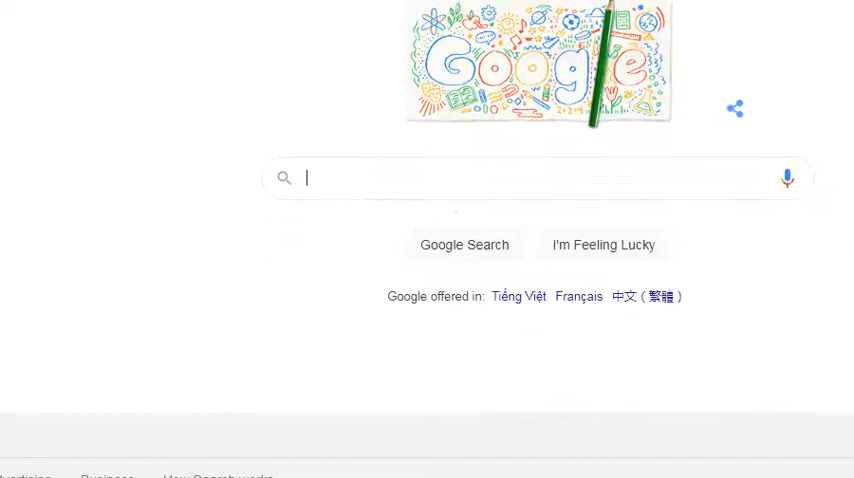 Google
Google Search
I'm Feeling Lucky
Google offered in: Tiếng Việt Français 中文 ( 繁體 )